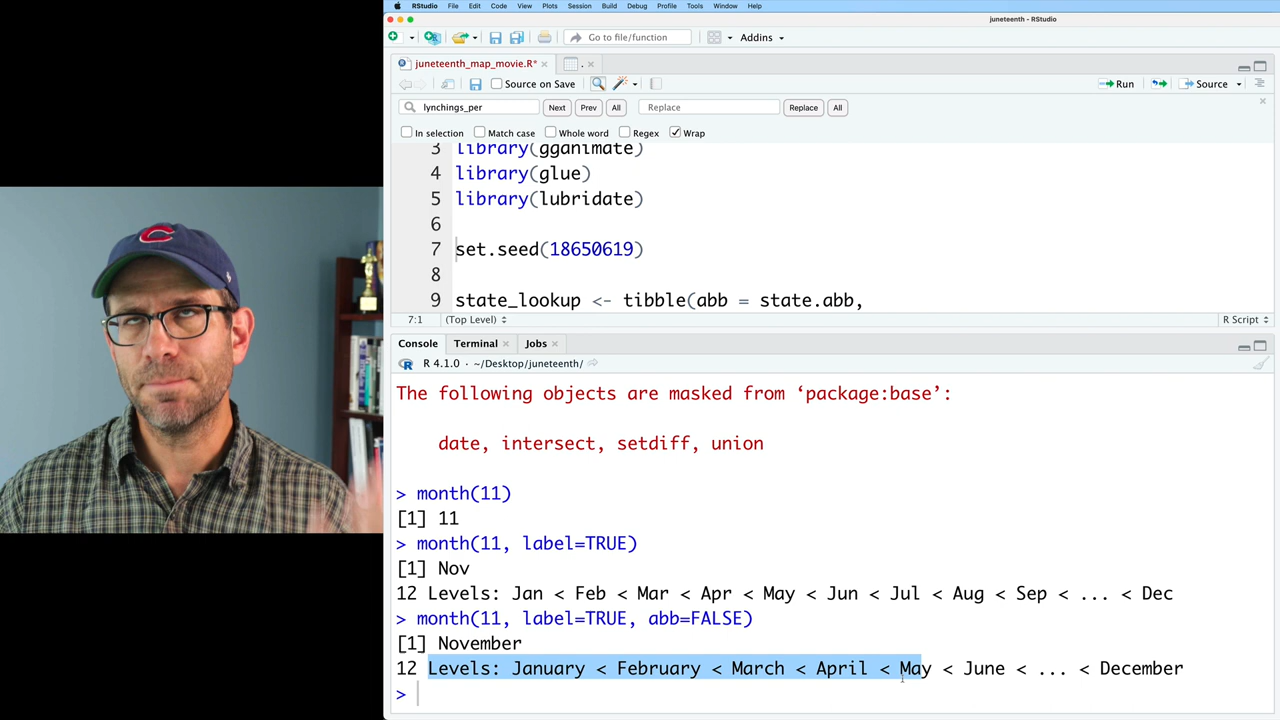 RStudio File Edit Code View Plots Session Build Debug Profile Tools Window Help
juneteenth - RStudio
Go to file/function Addins
juneteenth_map_movie.R* .
Source on Save Run Source
lynchings_per Next Prev All Replace Replace All
In selection Match case Whole word Regex Wrap
3 library(gganimate)
4 library(glue)
5 library(lubridate)
6
7 set.seed(18650619)
8
9 state_lookup <- tibble(abb = state.abb,
7:1 (Top Level) R Script
Console Terminal Jobs
R 4.1.0 · ~/Desktop/juneteenth/
The following objects are masked from ‘package:base’:
date, intersect, setdiff, union
> month(11)
[1] 11
> month(11, label=TRUE)
[1] Nov
12 Levels: Jan < Feb < Mar < Apr < May < Jun < Jul < Aug < Sep < ... < Dec
> month(11, label=TRUE, abb=FALSE)
[1] November
12 Levels: January < February < March < April < May < June < ... < December
>